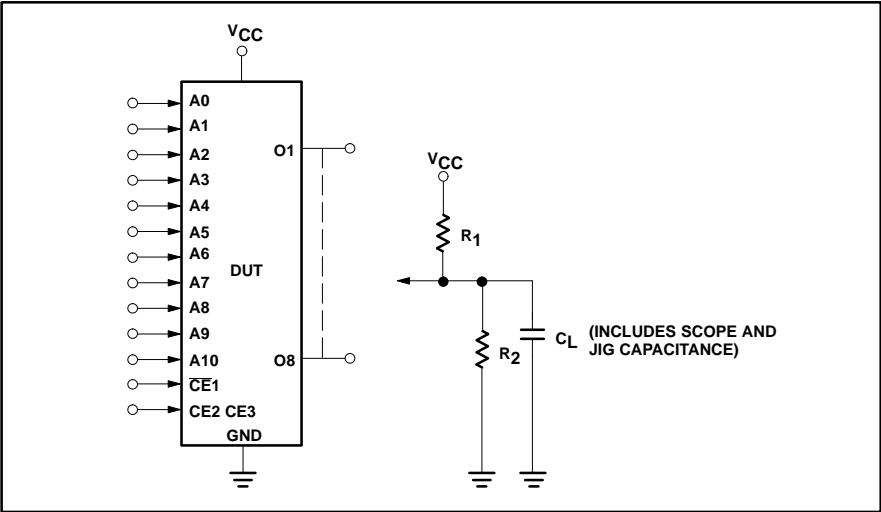 VCC
A0
A1
A2
A3
A4
A5
A6
A7
A8
A9
A10
CE1
CE2 CE3
GND
DUT
O1
O8
VCC
R1
R2
CL
(INCLUDES SCOPE AND
JIG CAPACITANCE)